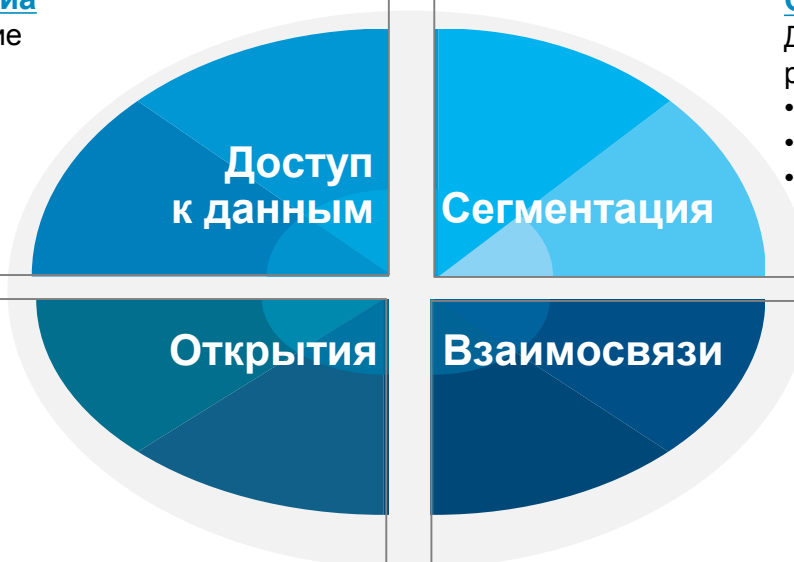 Доступ
к данным
Сегментация
Открытия
Взаимосвязи